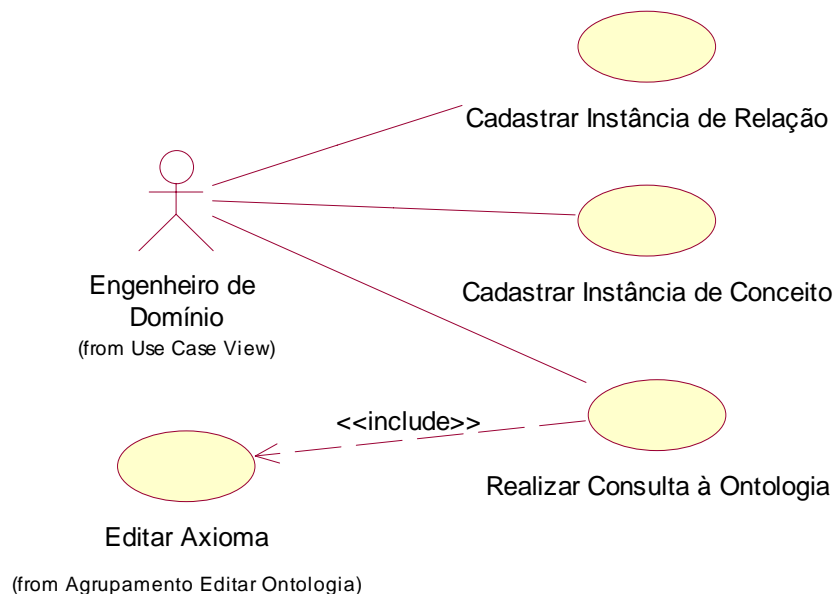 Cadastrar Instância de Relação
Engenheiro de
Domínio
(from Use Case View)
Cadastrar Instância de Conceito
<<include>>
Realizar Consulta à Ontologia
Editar Axioma
(from Agrupamento Editar Ontologia)